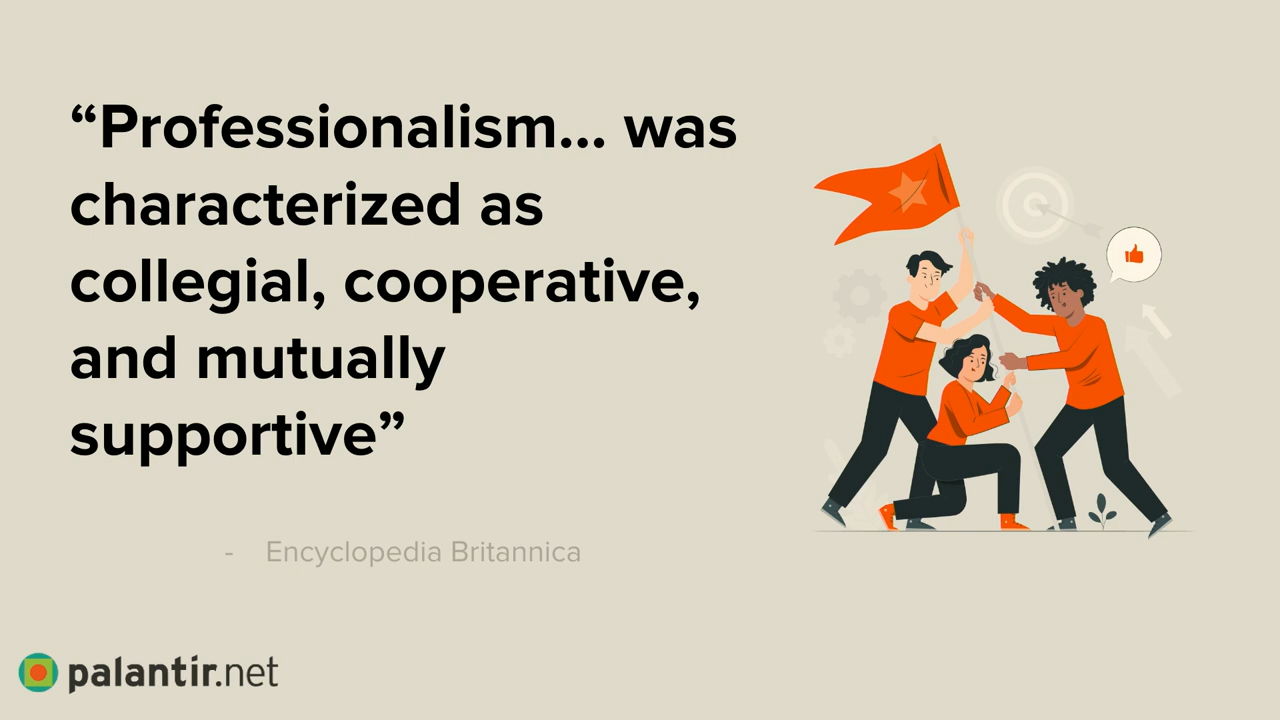 “Professionalism... was
characterized as
collegial, cooperative,
and mutually
supportive”
- Encyclopedia Britannica
palantir.net